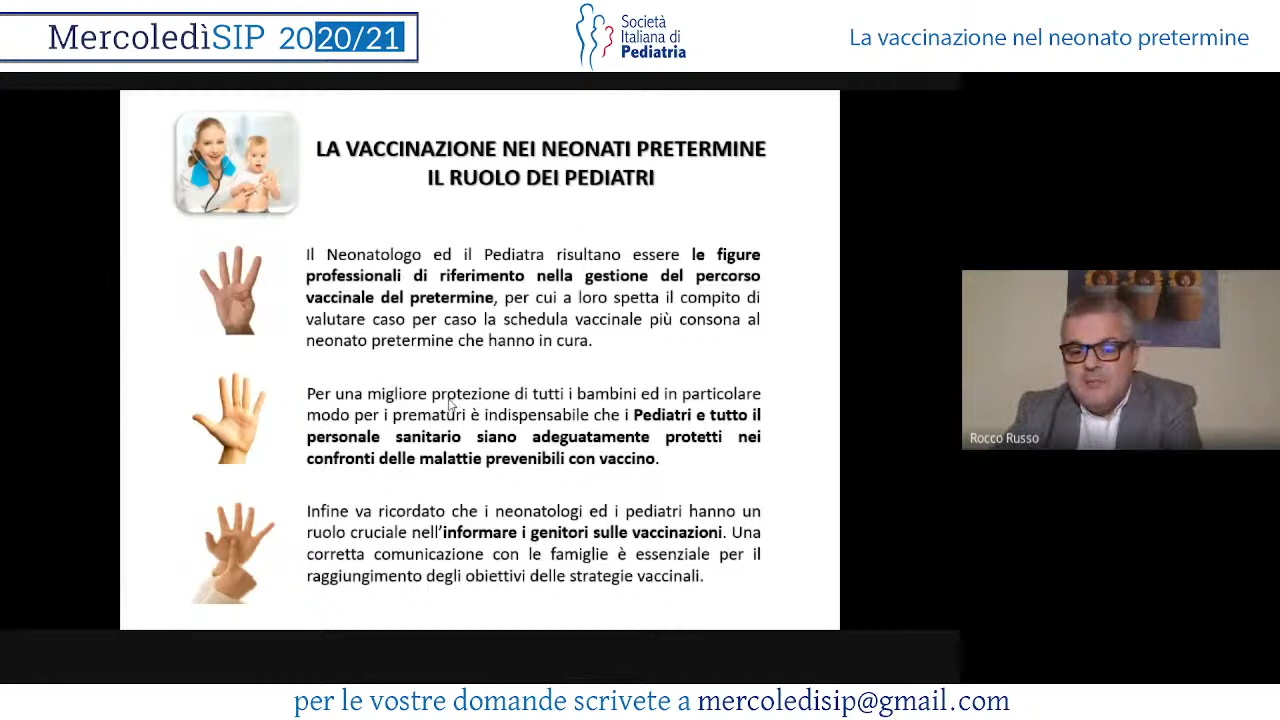 MercoledìSIP 2020/21
Società
Italiana di
Pediatria
La vaccinazione nel neonato pretermine
LA VACCINAZIONE NEI NEONATI PRETERMINE
IL RUOLO DEI PEDIATRI
Il Neonatologo ed il Pediatra risultano essere le figure
professionali di riferimento nella gestione del percorso
vaccinale del pretermine, per cui a loro spetta il compito di
valutare caso per caso la schedula vaccinale più consona al
neonato pretermine che hanno in cura.
Per una migliore protezione di tutti i bambini ed in particolare
modo per i prematuri è indispensabile che i Pediatri e tutto il
personale sanitario siano adeguatamente protetti nei
confronti delle malattie prevenibili con vaccino.
Infine va ricordato che i neonatologi ed i pediatri hanno un
ruolo cruciale nell'informare i genitori sulle vaccinazioni. Una
corretta comunicazione con le famiglie è essenziale per il
raggiungimento degli obiettivi delle strategie vaccinali.
Rocco Russo
per le vostre domande scrivete a mercoledisip@gmail.com